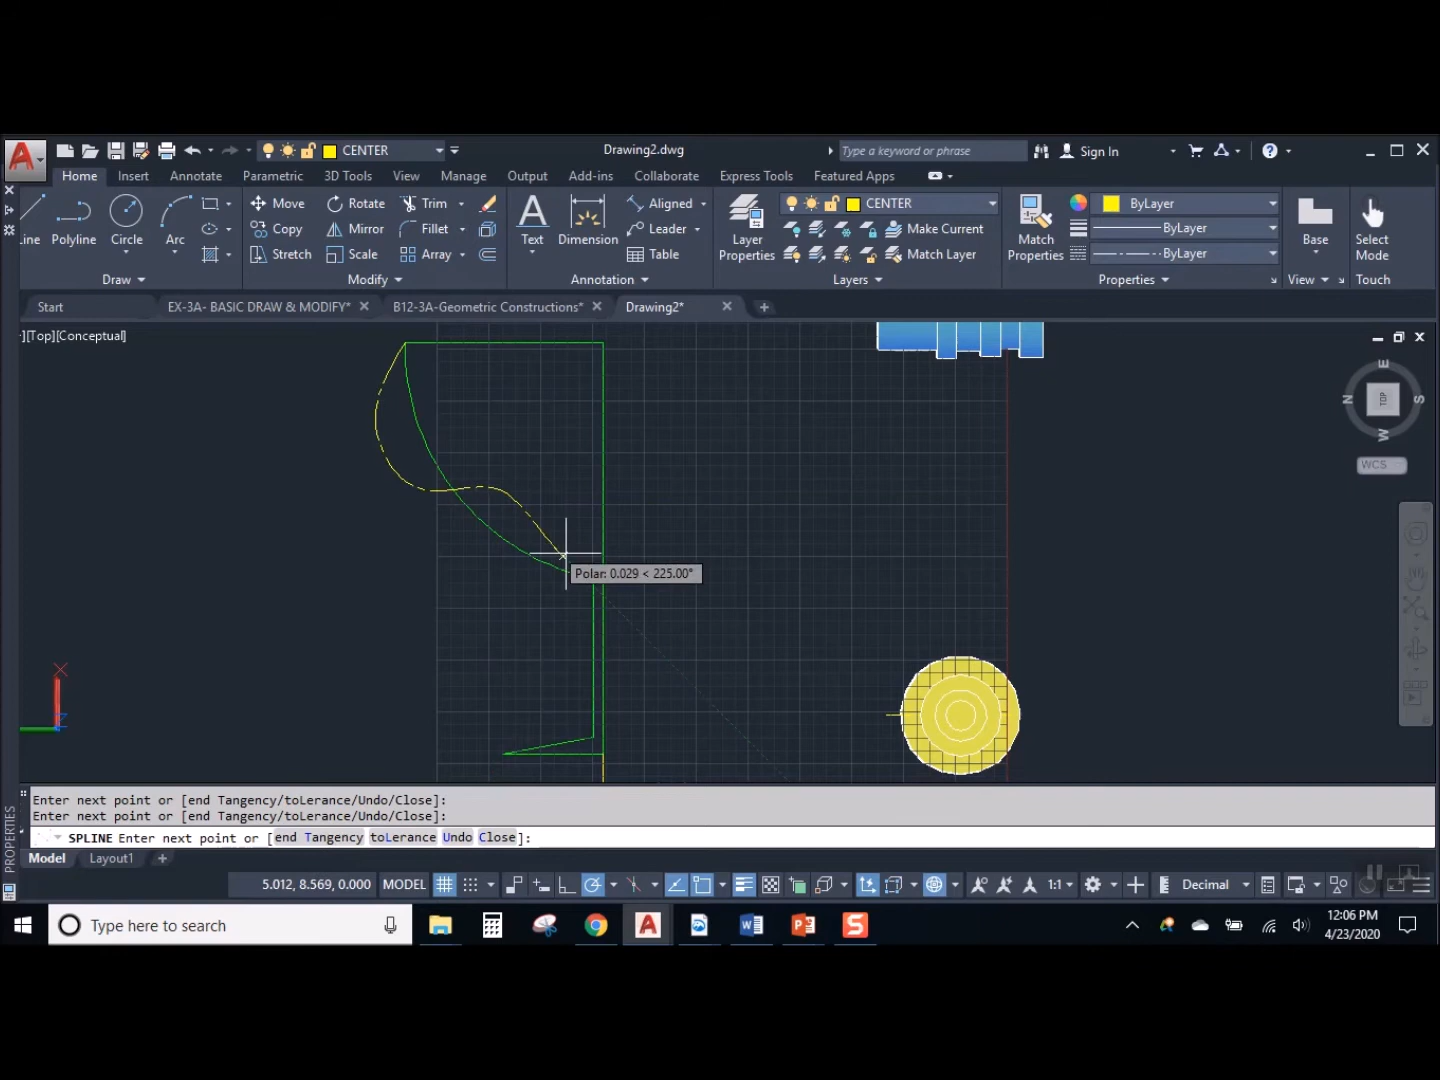 CENTER
Drawing2.dwg
Type a keyword or phrase
Sign In
Home Insert Annotate Parametric 3D Tools View Manage Output Add-ins Collaborate Express Tools Featured Apps
Move Rotate Trim Aligned CENTER ByLayer
Copy Mirror Fillet Leader Make Current ByLayer
Stretch Scale Array Table Match Layer ByLayer
Line Polyline Circle Arc
Text Dimension
Layer Properties
Match Properties
Base
Select Mode
Draw Modify Annotation Layers Properties View Touch
Start EX-3A- BASIC DRAW & MODIFY* B12-3A-Geometric Constructions* Drawing2*
][Top][Conceptual]
E
N TOP S
W
WCS
Polar: 0.029 < 225.00°
X
Z
Enter next point or [end Tangency/toLerance/Undo/Close]:
Enter next point or [end Tangency/toLerance/Undo/Close]:
SPLINE Enter next point or [end Tangency toLerance Undo Close]:
PROPERTIES
Model Layout1
5.012, 8.569, 0.000 MODEL 1:1 Decimal
Type here to search
12:06 PM
4/23/2020